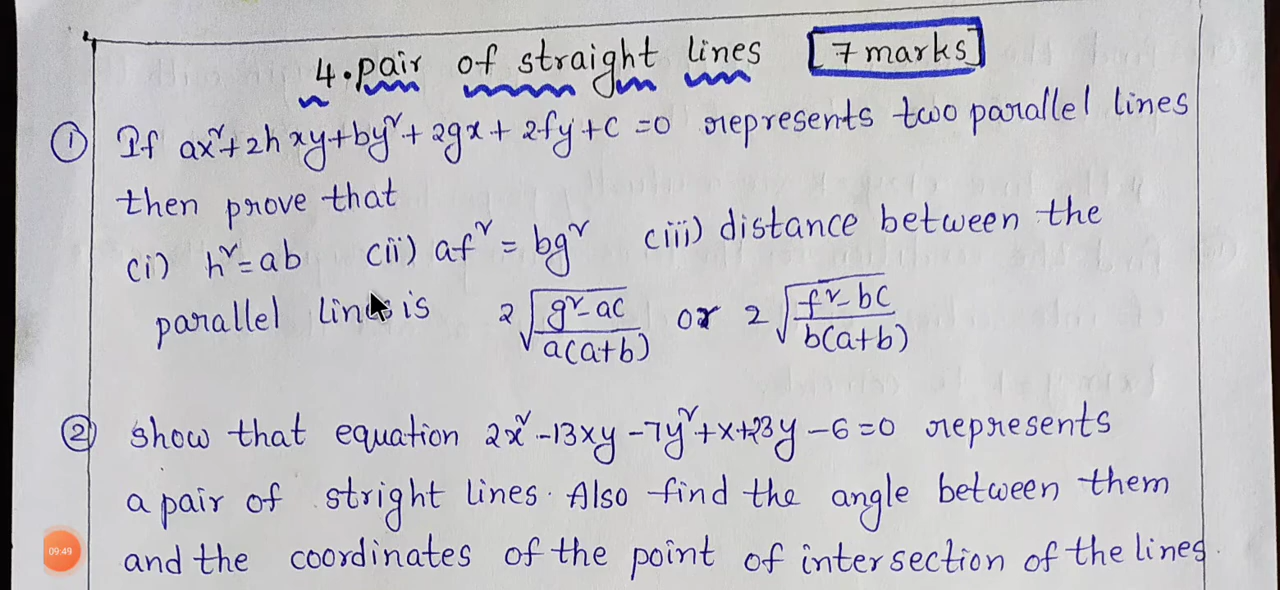 4. pair of straight lines [7 marks]
① If ax²+2hxy+by²+2gx+2fy+c=0 represents two parallel lines
then prove that
(i) h²=ab (ii) af²=bg² (iii) distance between the
parallel lines is 2√(g²-ac)/(a(a+b)) or 2√(f²-bc)/(b(a+b))
② show that equation 2x²-13xy-7y²+x+23y-6=0 represents
a pair of stright lines. Also find the angle between them
and the coordinates of the point of intersection of the lines.
09:49